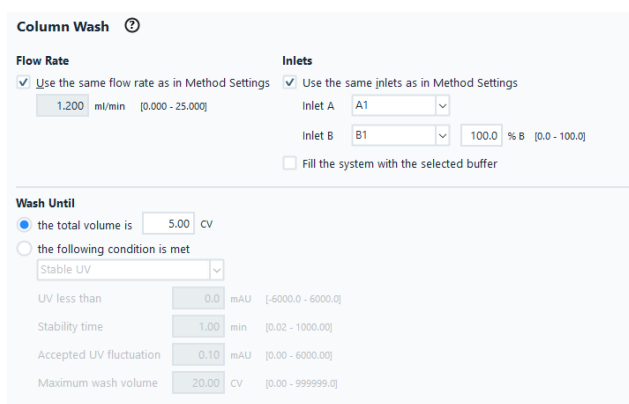 Column Wash ?
Flow Rate
Use the same flow rate as in Method Settings
1.200 ml/min [0.000 - 25.000]
Inlets
Use the same inlets as in Method Settings
Inlet A A1
Inlet B B1 100.0 % B [0.0 - 100.0]
Fill the system with the selected buffer
Wash Until
the total volume is 5.00 CV
the following condition is met
Stable UV
UV less than 0.0 mAU [-6000.0 - 6000.0]
Stability time 1.00 min [0.02 - 1000.00]
Accepted UV fluctuation 0.10 mAU [0.00 - 6000.00]
Maximum wash volume 20.00 CV [0.00 - 999999.0]